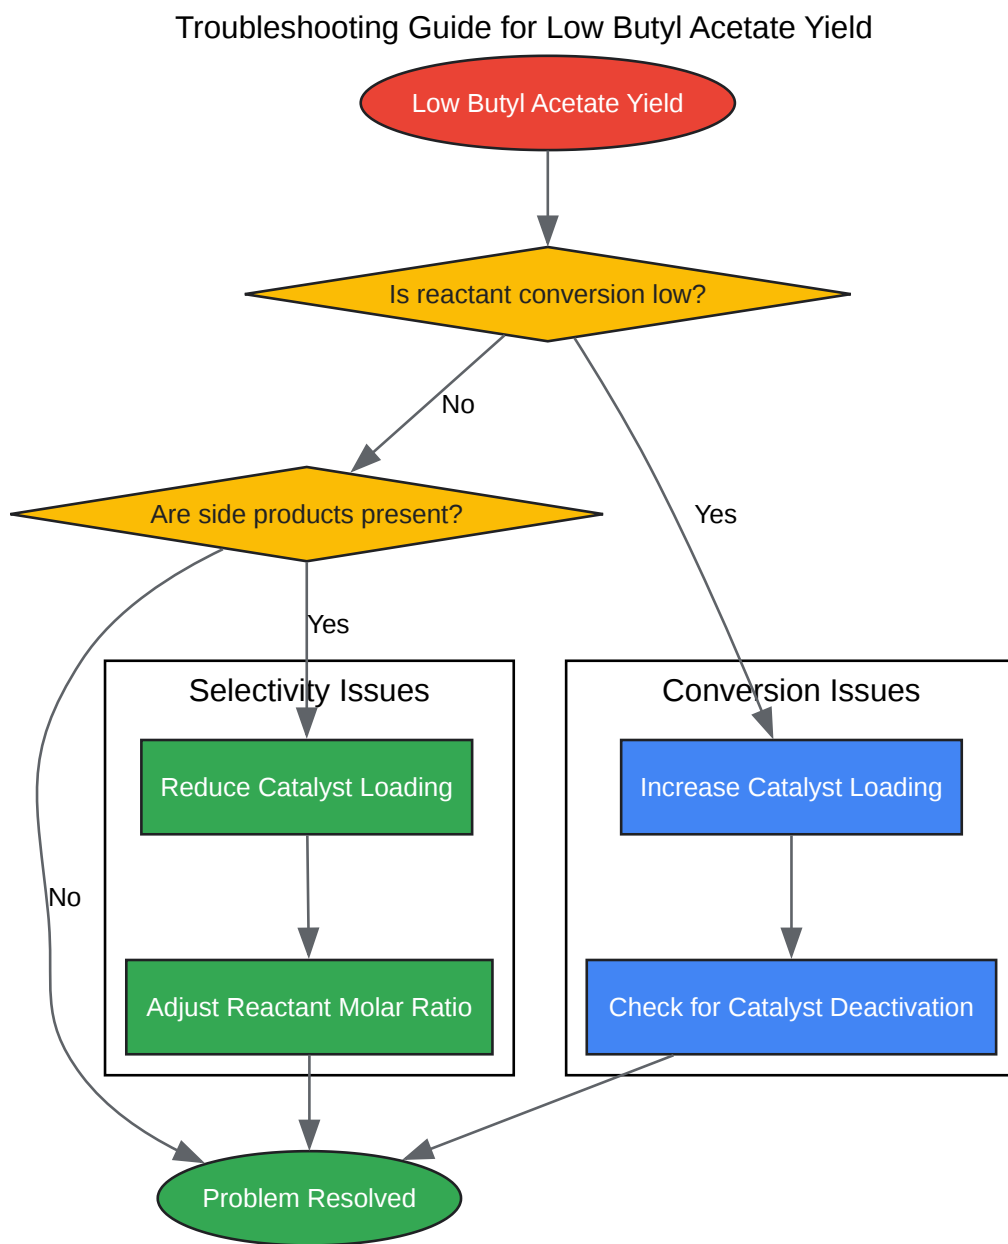 Troubleshooting Guide for Low Butyl Acetate Yield
Low Butyl Acetate Yield
Is reactant conversion low?
No
Yes
Are side products present?
Yes
No
Selectivity Issues
Reduce Catalyst Loading
Adjust Reactant Molar Ratio
Conversion Issues
Increase Catalyst Loading
Check for Catalyst Deactivation
Problem Resolved